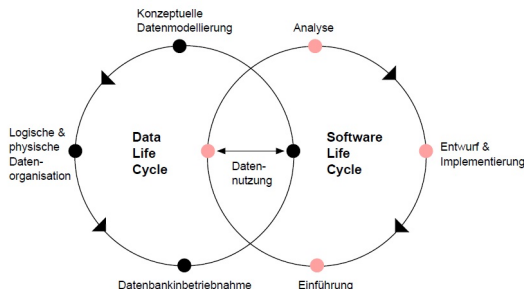 Konzeptuelle
Datenmodellierung
Analyse
Logische &
physische
Daten-
organisation
Data
Life
Cycle
Daten-
nutzung
Software
Life
Cycle
Entwurf &
Implementierung
Datenbankinbetriebnahme
Einführung